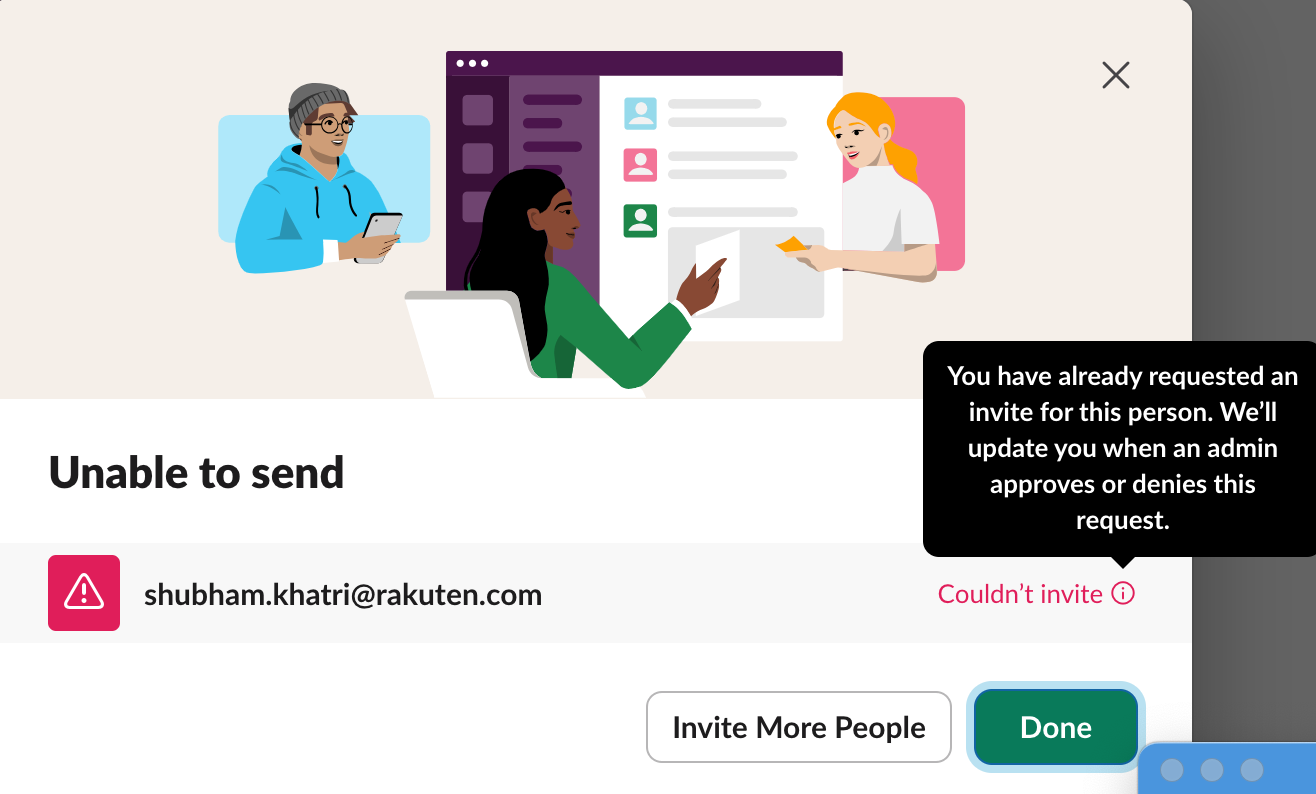 You have already requested an
invite for this person. We’ll
update you when an admin
approves or denies this
request.
Unable to send
shubham.khatri@rakuten.com
Couldn’t invite
Invite More People
Done